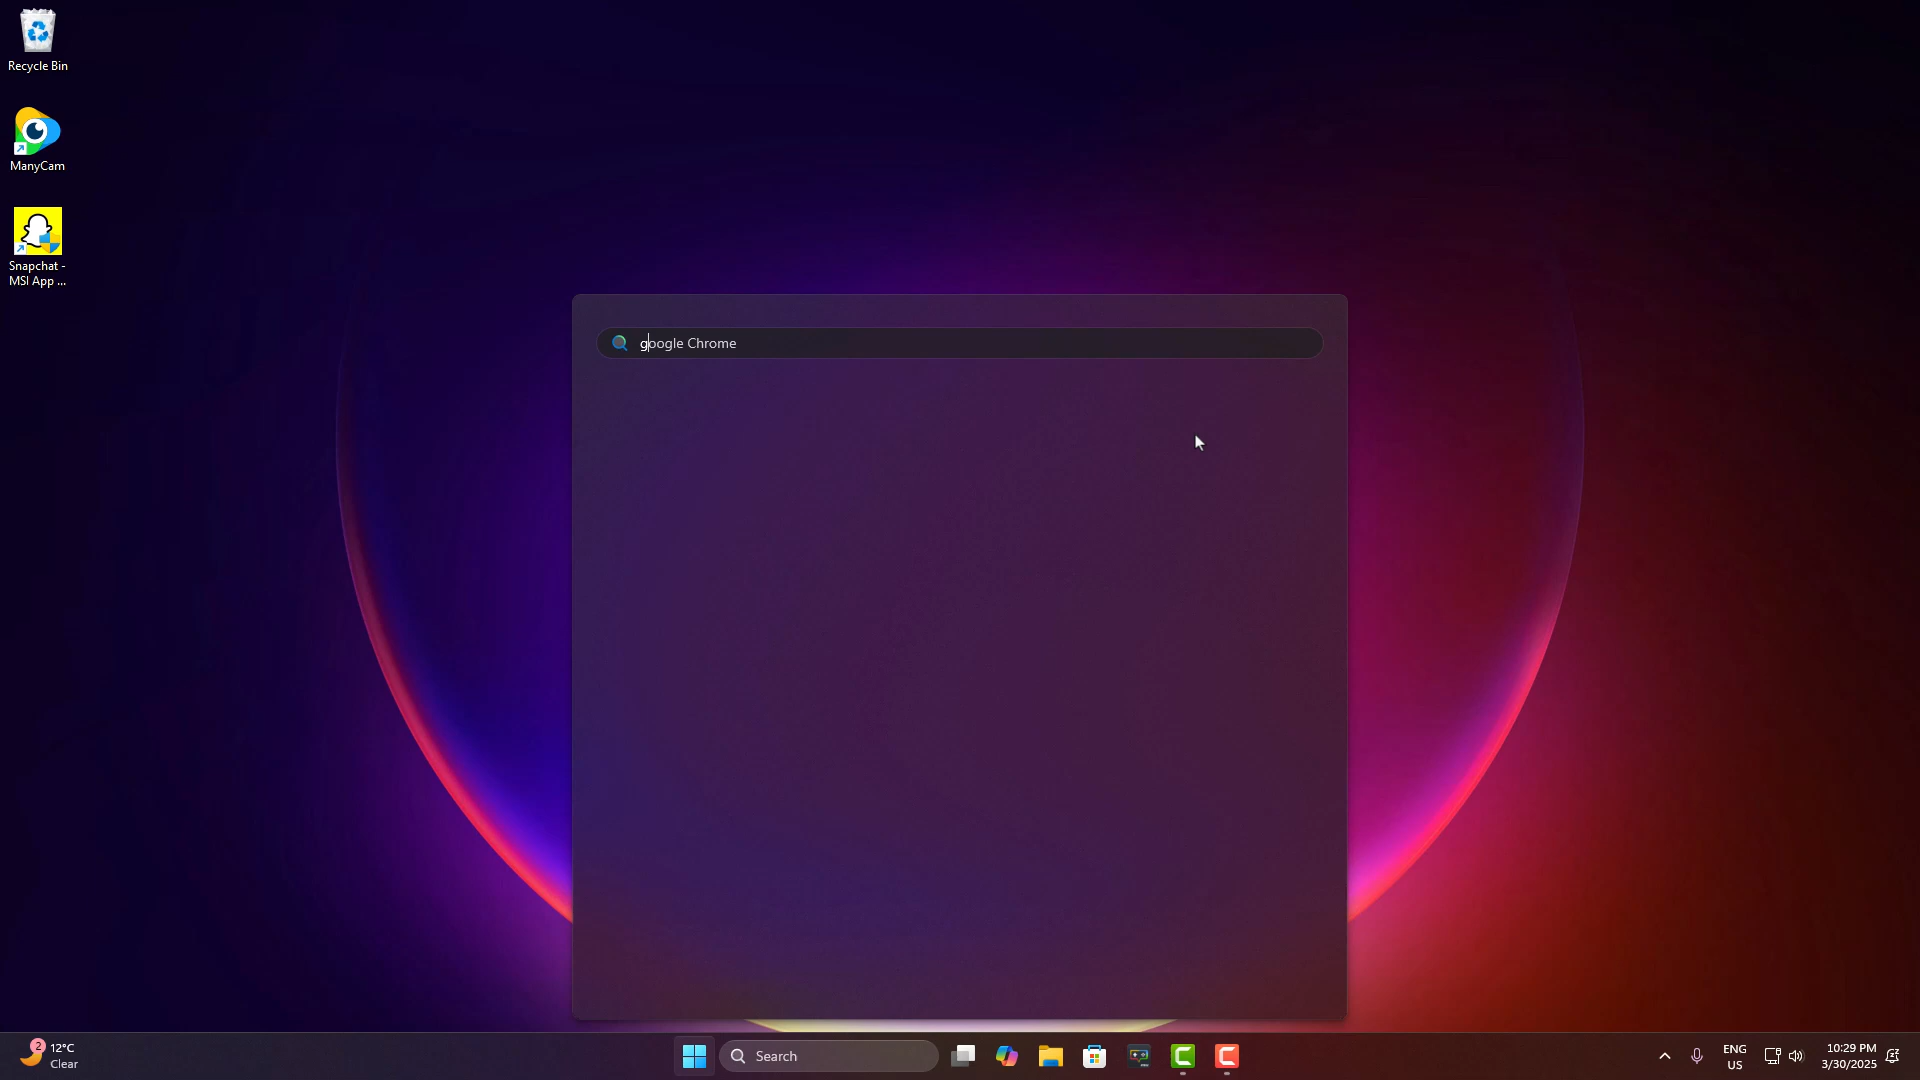 Recycle Bin
ManyCam
Snapchat -
MSI App ...
google Chrome
2
12°C
Clear
Search
ENG
US
10:29 PM
3/30/2025